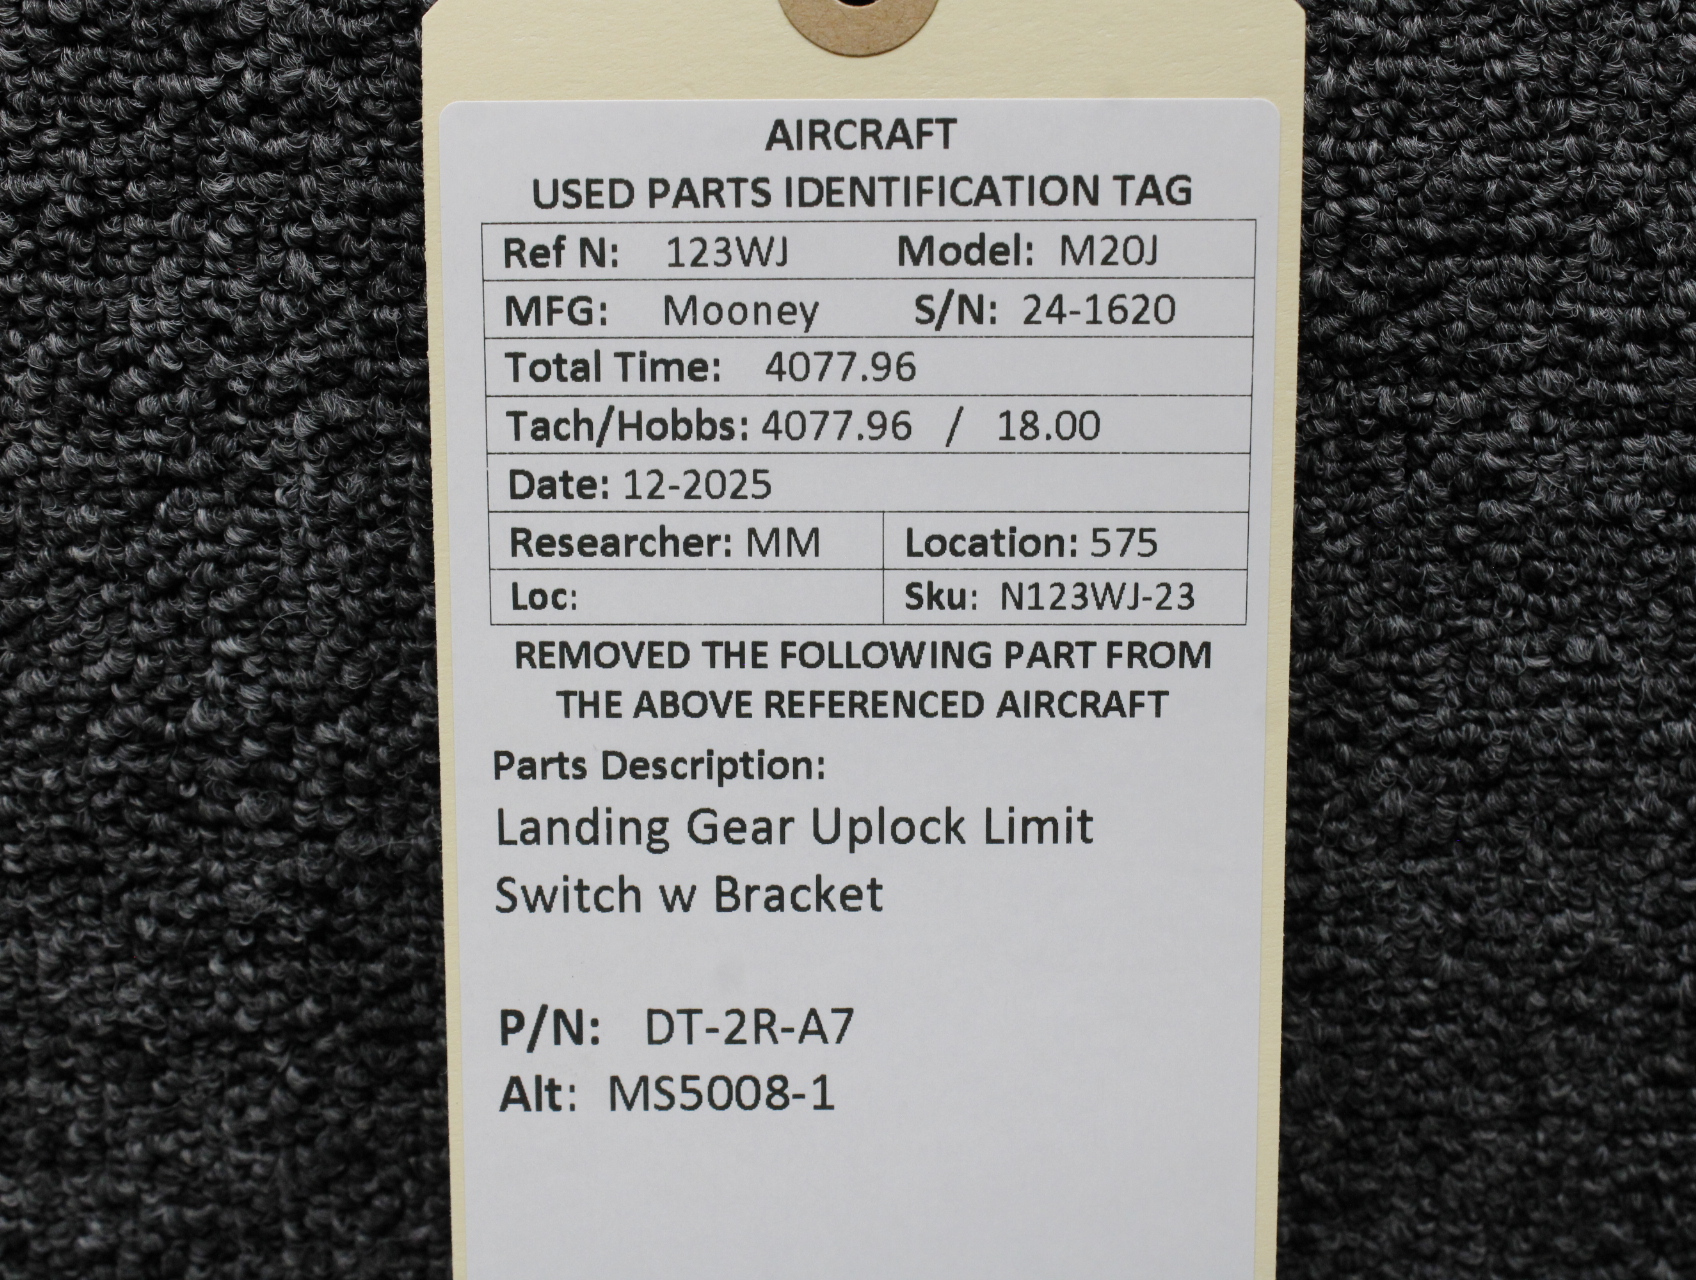 AIRCRAFT
USED PARTS IDENTIFICATION TAG
Ref N: 123WJ Model: M20J
MFG: Mooney S/N: 24-1620
Total Time: 4077.96
Tach/Hobbs: 4077.96 / 18.00
Date: 12-2025
Researcher: MM Location: 575
Loc: Sku: N123WJ-23
REMOVED THE FOLLOWING PART FROM
THE ABOVE REFERENCED AIRCRAFT
Parts Description:
Landing Gear Uplock Limit
Switch w Bracket
P/N: DT-2R-A7
Alt: MS5008-1